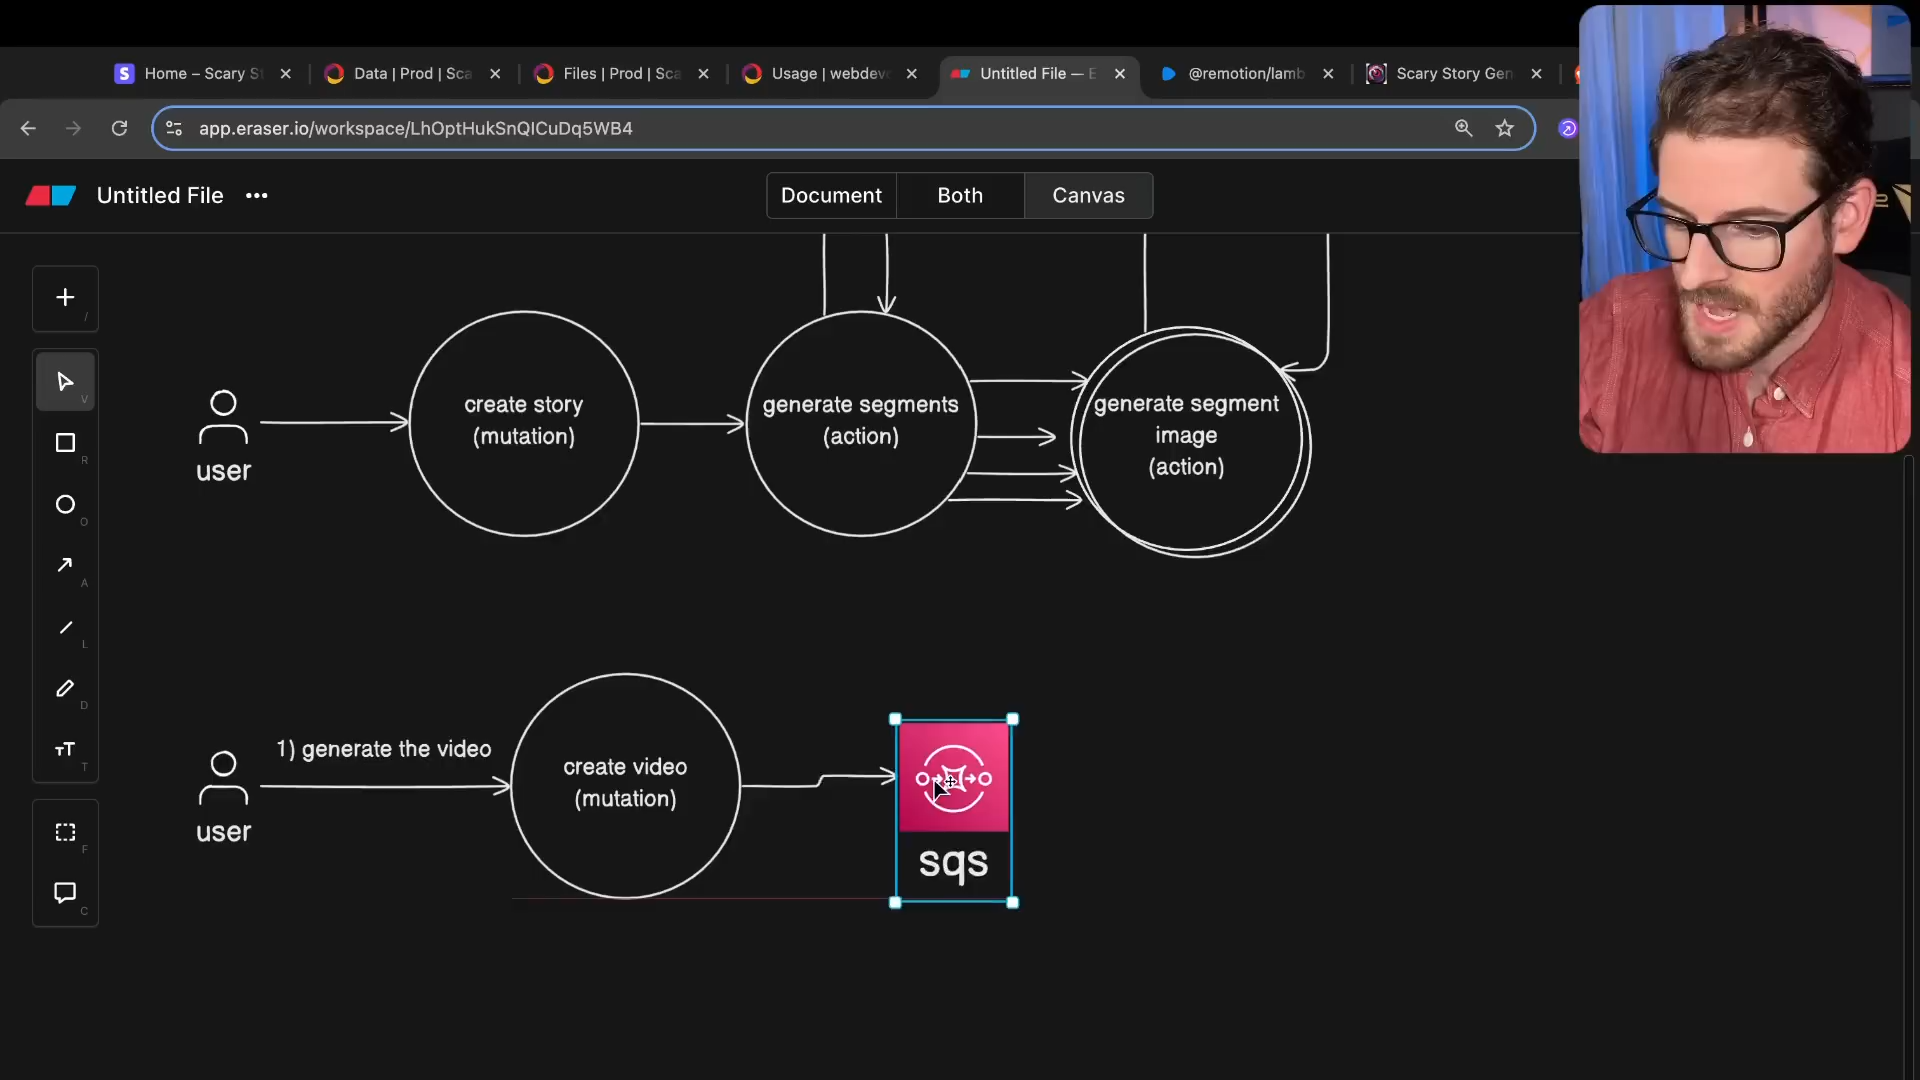 S Home – Scary S
Data | Prod | Sca
Files | Prod | Sca
Usage | webdev
Untitled File — E
@remotion/lamb
Scary Story Gen
app.eraser.io/workspace/LhOptHukSnQICuDq5WB4
Untitled File
Document
Both
Canvas
/
V
R
O
A
L
D
T
F
C
user
create story
(mutation)
generate segments
(action)
generate segment
image
(action)
user
1) generate the video
create video
(mutation)
sqs